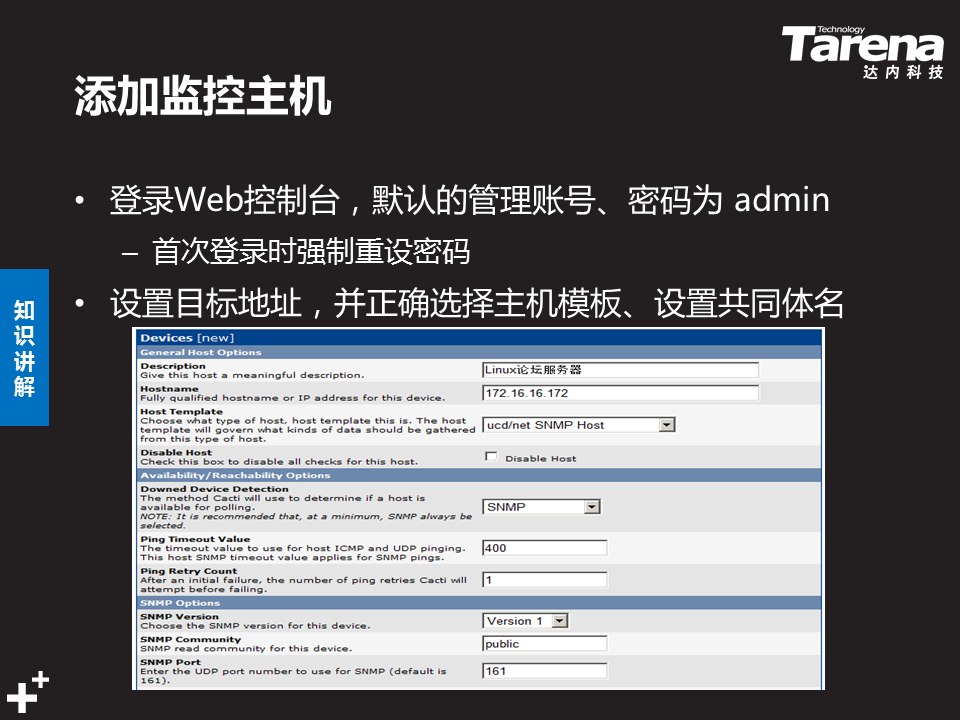 Technology
Tarena
达内科技
添加监控主机
• 登录Web控制台，默认的管理账号、密码为 admin
– 首次登录时强制重设密码
• 设置目标地址，并正确选择主机模板、设置共同体名
知识讲解
Devices [new]
General Host Options
Description
Give this host a meaningful description.
Linux论坛服务器
Hostname
Fully qualified hostname or IP address for this device.
172.16.16.172
Host Template
Choose what type of host, host template this is. The host
template will govern what kinds of data should be gathered
from this type of host.
ucd/net SNMP Host
Disable Host
Check this box to disable all checks for this host.
Disable Host
Availability/Reachability Options
Downed Device Detection
The method Cacti will use to determine if a host is
available for polling.
NOTE: It is recommended that, at a minimum, SNMP always be
selected.
SNMP
Ping Timeout Value
The timeout value to use for host ICMP and UDP pinging.
This host SNMP timeout value applies for SNMP pings.
400
Ping Retry Count
After an initial failure, the number of ping retries Cacti will
attempt before failing.
1
SNMP Options
SNMP Version
Choose the SNMP version for this device.
Version 1
SNMP Community
SNMP read community for this device.
public
SNMP Port
Enter the UDP port number to use for SNMP (default is
161).
161